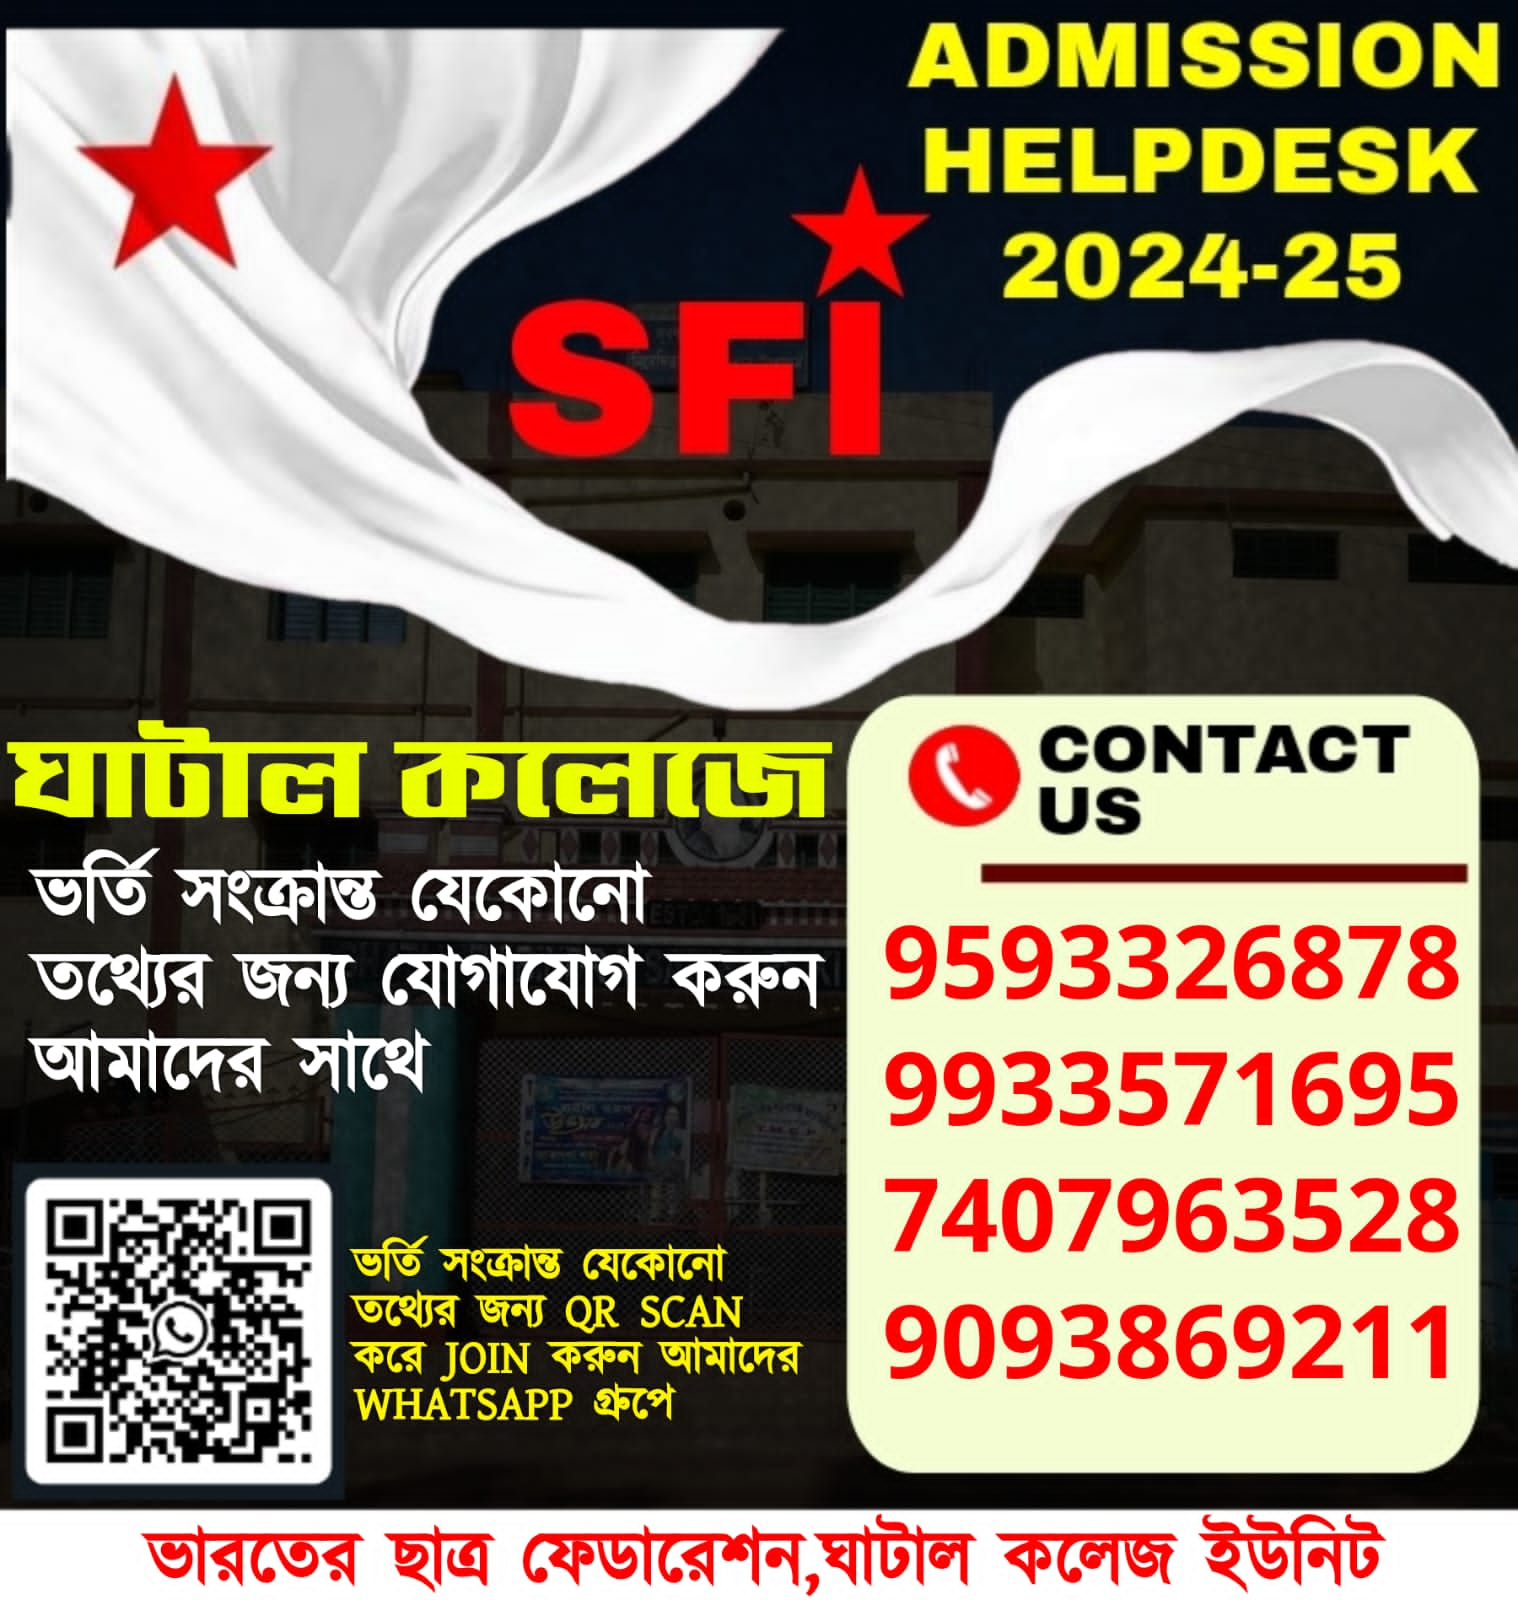 ADMISSION
HELPDESK
2024-25
SFI
ঘাটাল কলেজে
ভর্তি সংক্রান্ত যেকোনো
তথ্যের জন্য যোগাযোগ করুন
আমাদের সাথে
CONTACT
US
9593326878
9933571695
7407963528
9093869211
ভর্তি সংক্রান্ত যেকোনো
তথ্যের জন্য QR SCAN
করে JOIN করুন আমাদের
WHATSAPP গ্রুপে
ভারতের ছাত্র ফেডারেশন,ঘাটাল কলেজ ইউনিট